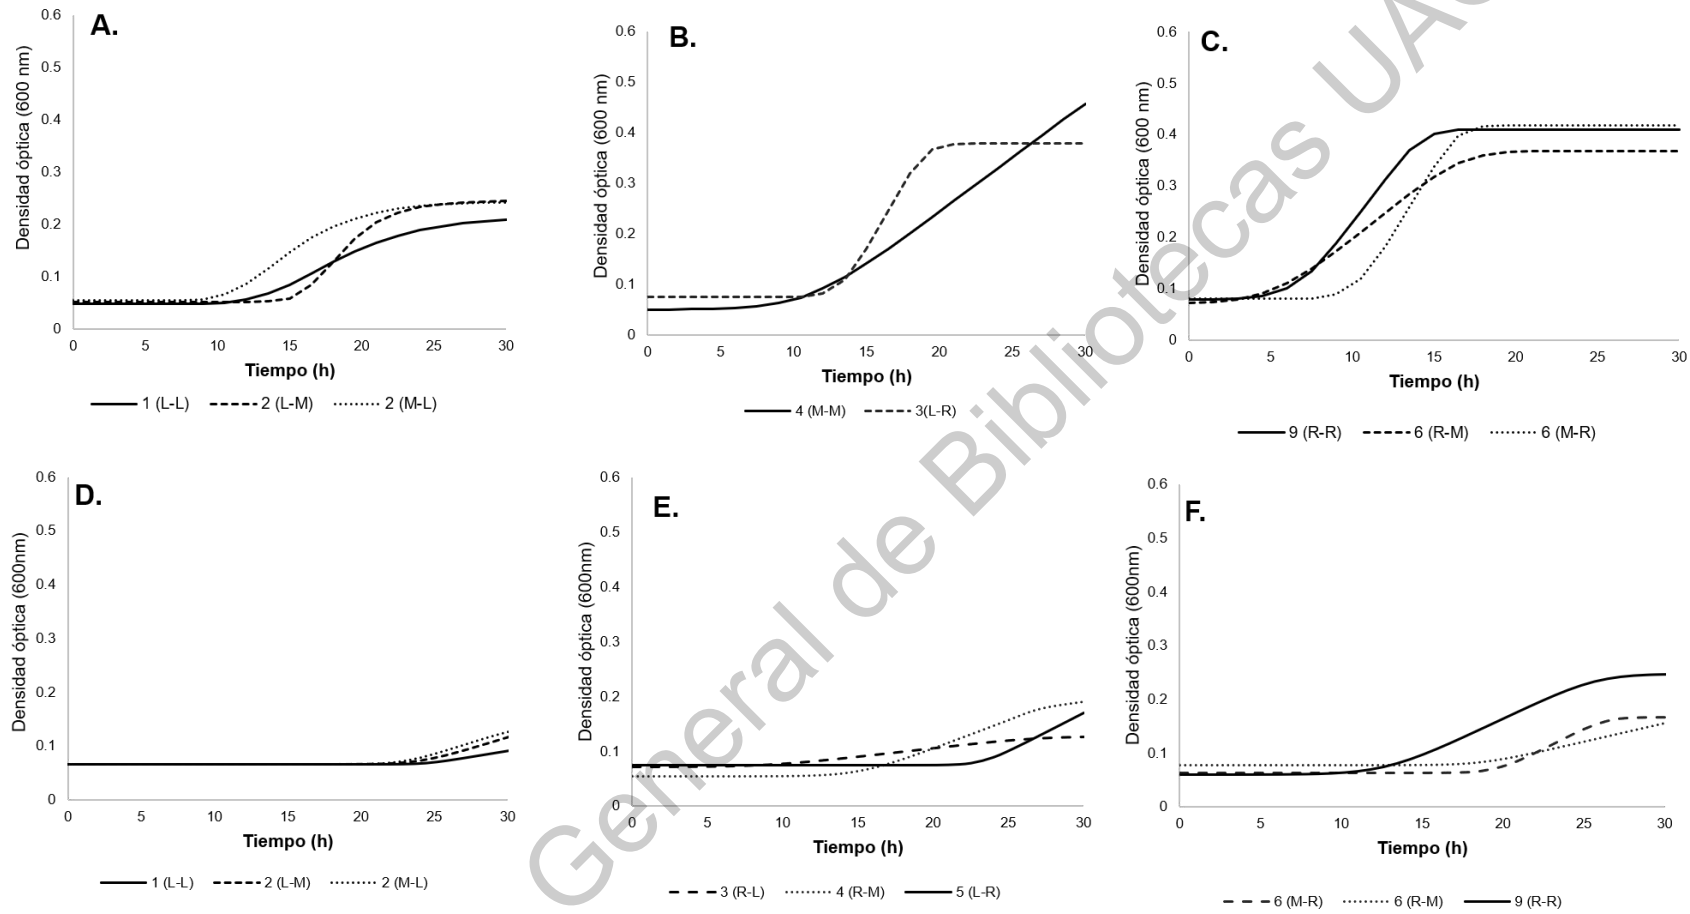 A.
Densidad óptica (600 nm)
0.6
0.5
0.4
0.3
0.2
0.1
0
0 5 10 15 20 25 30
Tiempo (h)
1 (L-L) 2 (L-M) 2 (M-L)
B.
Densidad óptica (600 nm)
0.6
0.5
0.4
0.3
0.2
0.1
0
0 5 10 15 20 25 30
Tiempo (h)
4 (M-M) 3(L-R)
C.
Densidad óptica (600 nm)
0.6
0.5
0.4
0.3
0.2
0.1
0
0 5 10 15 20 25 30
Tiempo (h)
9 (R-R) 6 (R-M) 6 (M-R)
D.
Densidad óptica (600nm)
0.6
0.5
0.4
0.3
0.2
0.1
0
0 5 10 15 20 25 30
Tiempo (h)
1 (L-L) 2 (L-M) 2 (M-L)
E.
Densidad óptica (600nm)
0.6
0.5
0.4
0.3
0.2
0.1
0
0 5 10 15 20 25 30
Tiempo (h)
3 (R-L) 4 (R-M) 5 (L-R)
F.
Densidad óptica (600nm)
0.6
0.5
0.4
0.3
0.2
0.1
0
0 5 10 15 20 25 30
Tiempo (h)
6 (M-R) 6 (R-M) 9 (R-R)
General de Bibliotecas